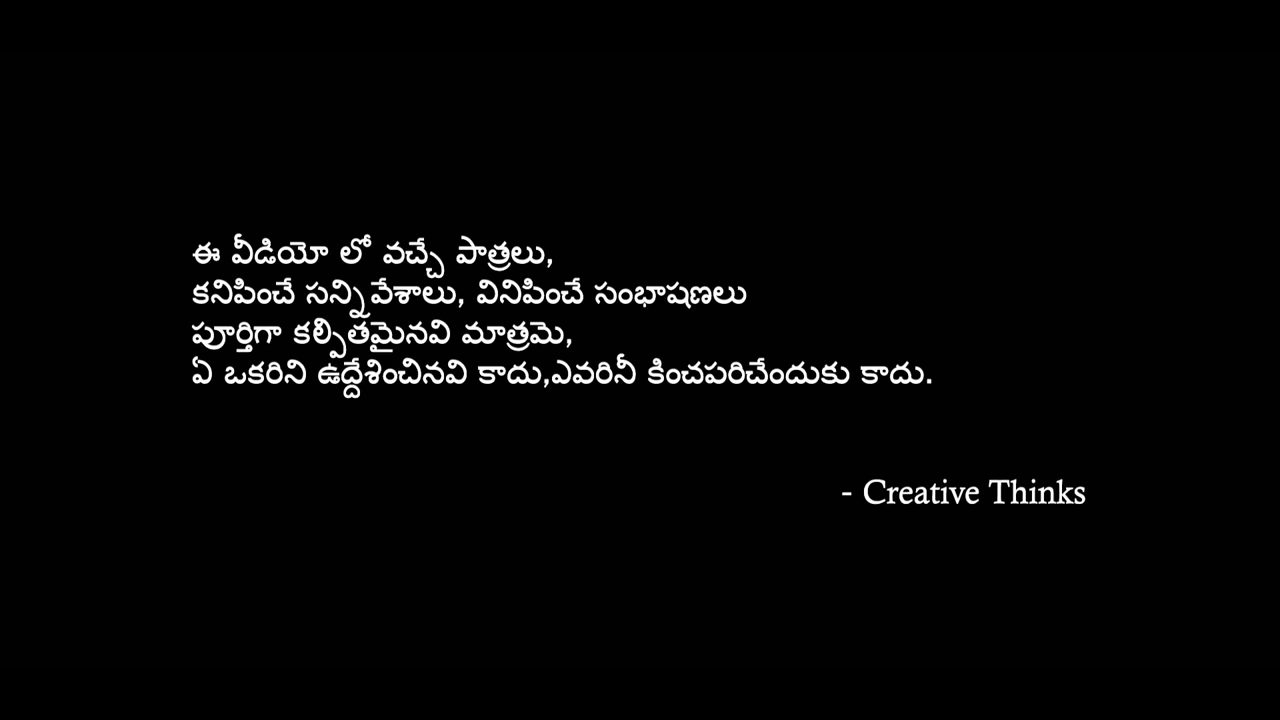 ఈ వీడియో లో వచ్చే పాత్రలు,
కనిపించే సన్నివేశాలు, వినిపించే సంభాషణలు
పూర్తిగా కల్పితమైనవి మాత్రమె,
ఏ ఒకరిని ఉద్దేశించినవి కాదు,ఎవరినీ కించపరిచేందుకు కాదు.
- Creative Thinks